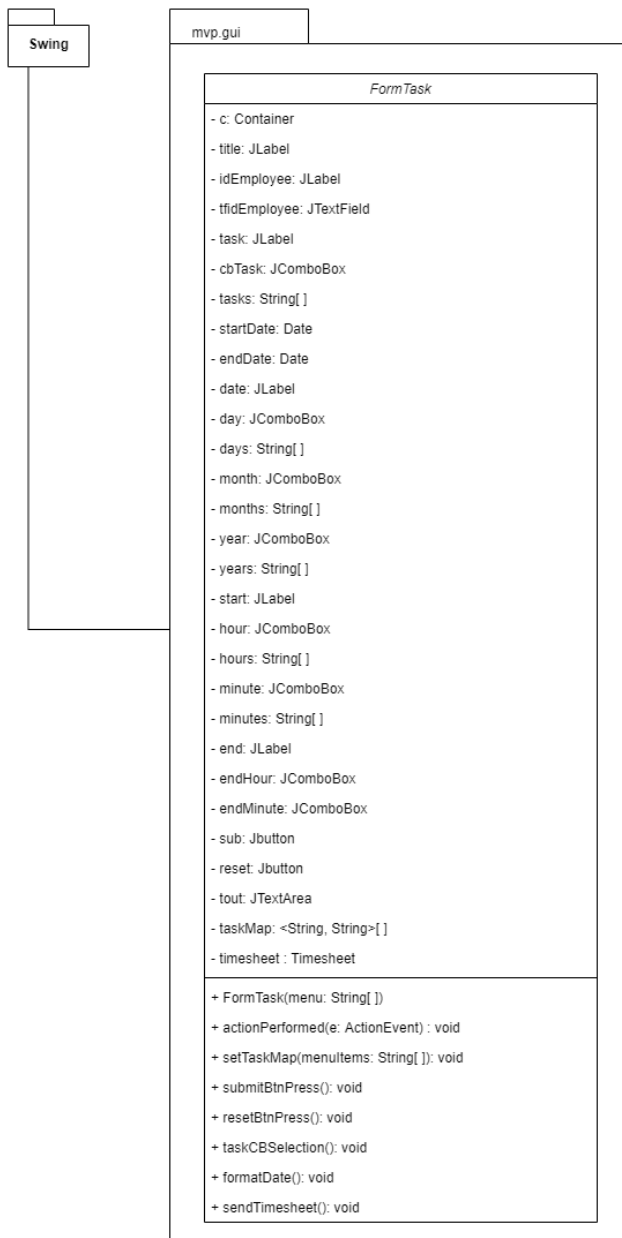 Swing
mvp.gui
FormTask
- c: Container
- title: JLabel
- idEmployee: JLabel
- tfidEmployee: JTextField
- task: JLabel
- cbTask: JComboBox
- tasks: String[ ]
- startDate: Date
- endDate: Date
- date: JLabel
- day: JComboBox
- days: String[ ]
- month: JComboBox
- months: String[ ]
- year: JComboBox
- years: String[ ]
- start: JLabel
- hour: JComboBox
- hours: String[ ]
- minute: JComboBox
- minutes: String[ ]
- end: JLabel
- endHour: JComboBox
- endMinute: JComboBox
- sub: Jbutton
- reset: Jbutton
- tout: JTextArea
- taskMap: <String, String>[ ]
- timesheet : Timesheet
+ FormTask(menu: String[ ])
+ actionPerformed(e: ActionEvent) : void
+ setTaskMap(menuItems: String[ ]): void
+ submitBtnPress(): void
+ resetBtnPress(): void
+ taskCBSelection(): void
+ formatDate(): void
+ sendTimesheet(): void